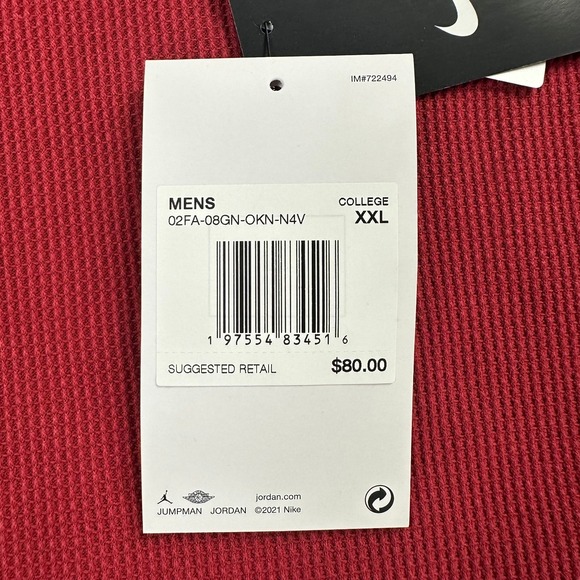 IM#722494
MENS COLLEGE
02FA-08GN-OKN-N4V XXL
1 97554 83451 6
SUGGESTED RETAIL $80.00
jordan.com
JUMPMAN JORDAN ©2021 Nike